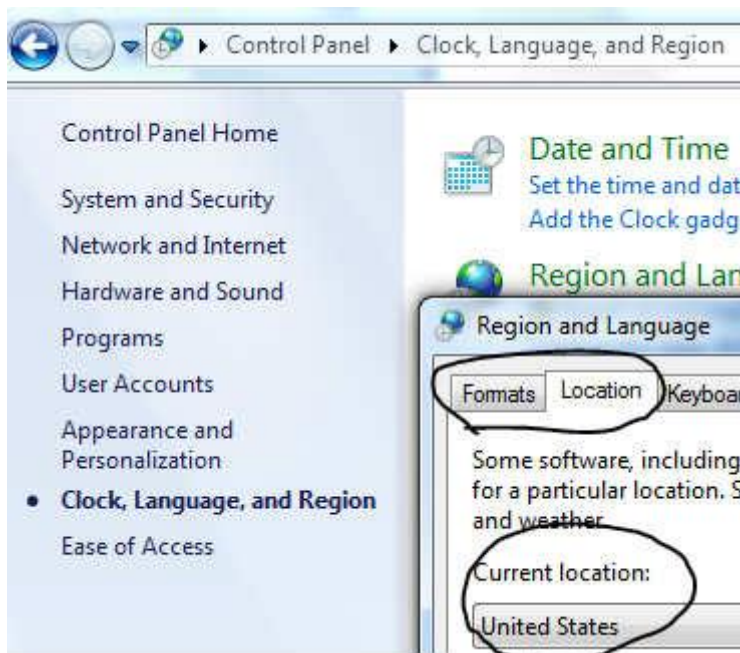 Control Panel Clock, Language, and Region
Control Panel Home
System and Security
Network and Internet
Hardware and Sound
Programs
User Accounts
Appearance and
Personalization
Clock, Language, and Region
Ease of Access
Date and Time
Set the time and dat
Add the Clock gadg
Region and Lan
Region and Language
Formats Location Keyboar
Some software, including
for a particular location. S
and weather.
Current location:
United States